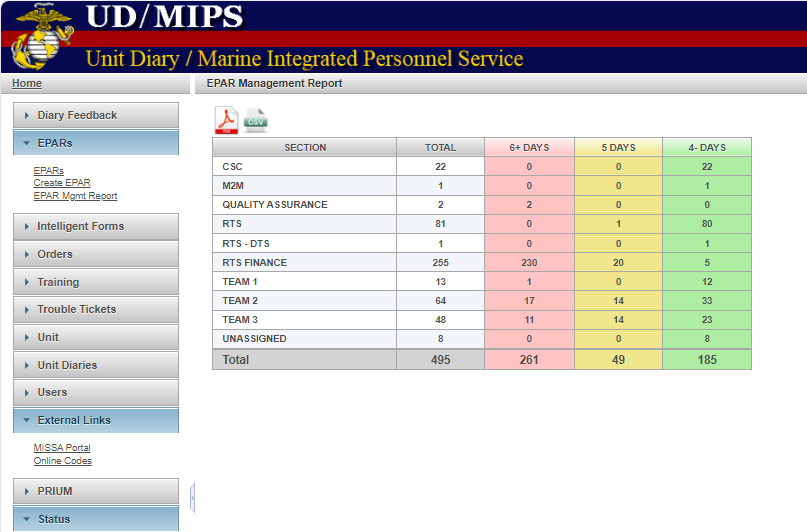 UD/MIPS
Unit Diary / Marine Integrated Personnel Service
Home
EPAR Management Report
Diary Feedback
EPARs
EPARs
Create EPAR
EPAR Mgmt Report
Intelligent Forms
Orders
Training
Trouble Tickets
Unit
Unit Diaries
Users
External Links
MISSA Portal
Online Codes
PRIUM
Status
PDF
CSV
SECTION TOTAL 6+ DAYS 5 DAYS 4- DAYS
CSC 22 0 0 22
M2M 1 0 0 1
QUALITY ASSURANCE 2 2 0 0
RTS 81 0 1 80
RTS - DTS 1 0 0 1
RTS FINANCE 255 230 20 5
TEAM 1 13 1 0 12
TEAM 2 64 17 14 33
TEAM 3 48 11 14 23
UNASSIGNED 8 0 0 8
Total 495 261 49 185